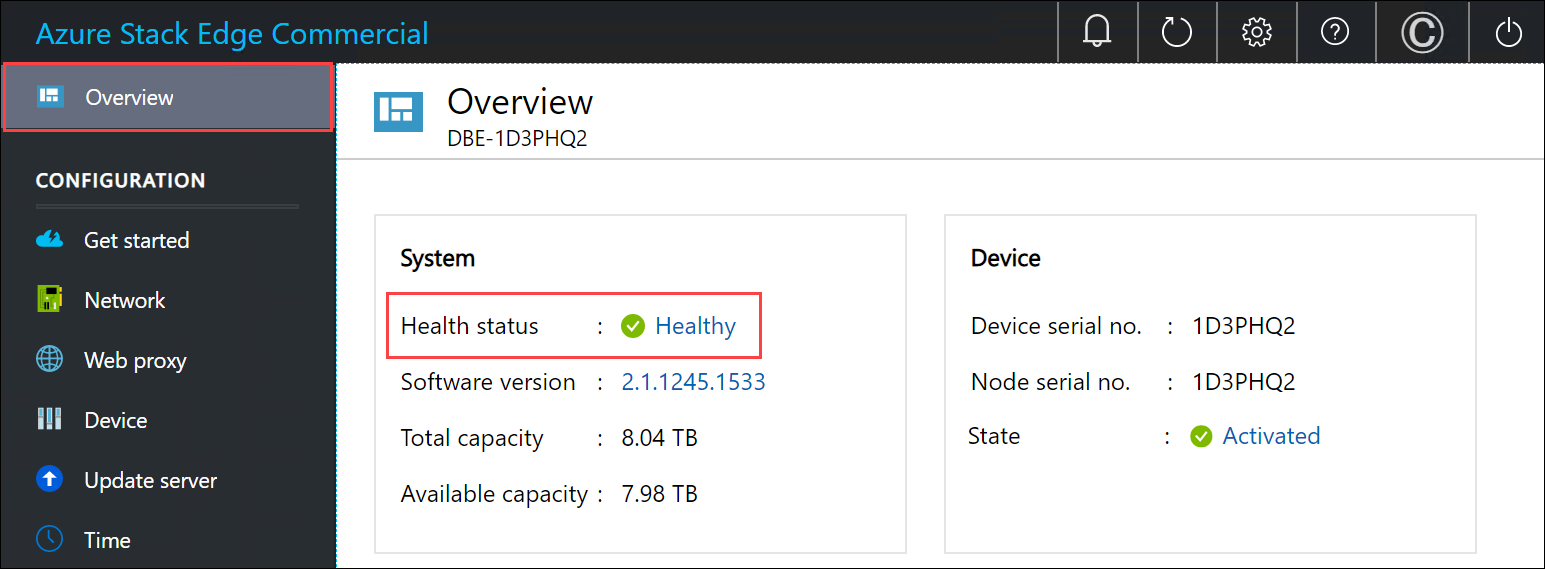 Azure Stack Edge Commercial
Overview
CONFIGURATION
Get started
Network
Web proxy
Device
Update server
Time
Overview
DBE-1D3PHQ2
System
Health status : Healthy
Software version : 2.1.1245.1533
Total capacity : 8.04 TB
Available capacity : 7.98 TB
Device
Device serial no. : 1D3PHQ2
Node serial no. : 1D3PHQ2
State : Activated